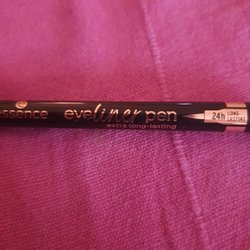 essence
eyeliner pen
extra long-lasting
24h LONG-
LASTING